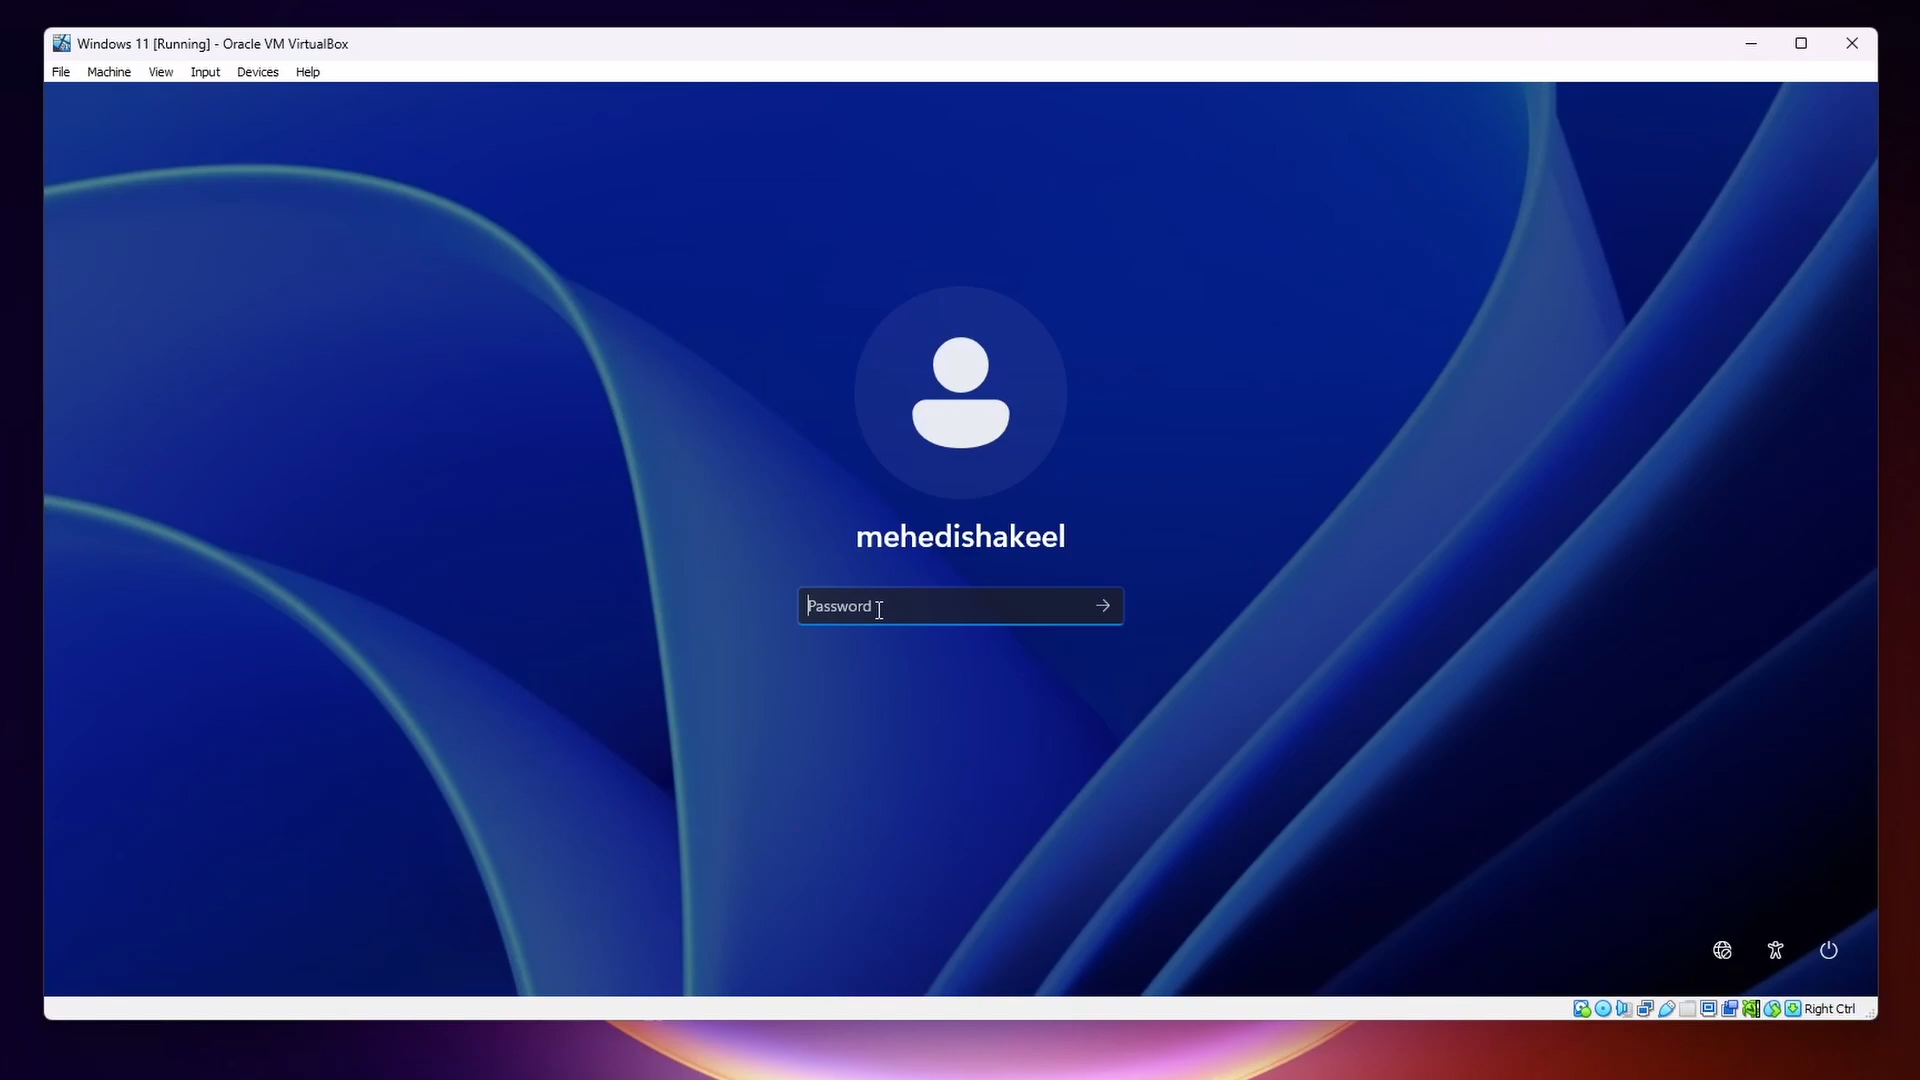 Windows 11 [Running] - Oracle VM VirtualBox
File Machine View Input Devices Help
mehedishakeel
Password
Right Ctrl